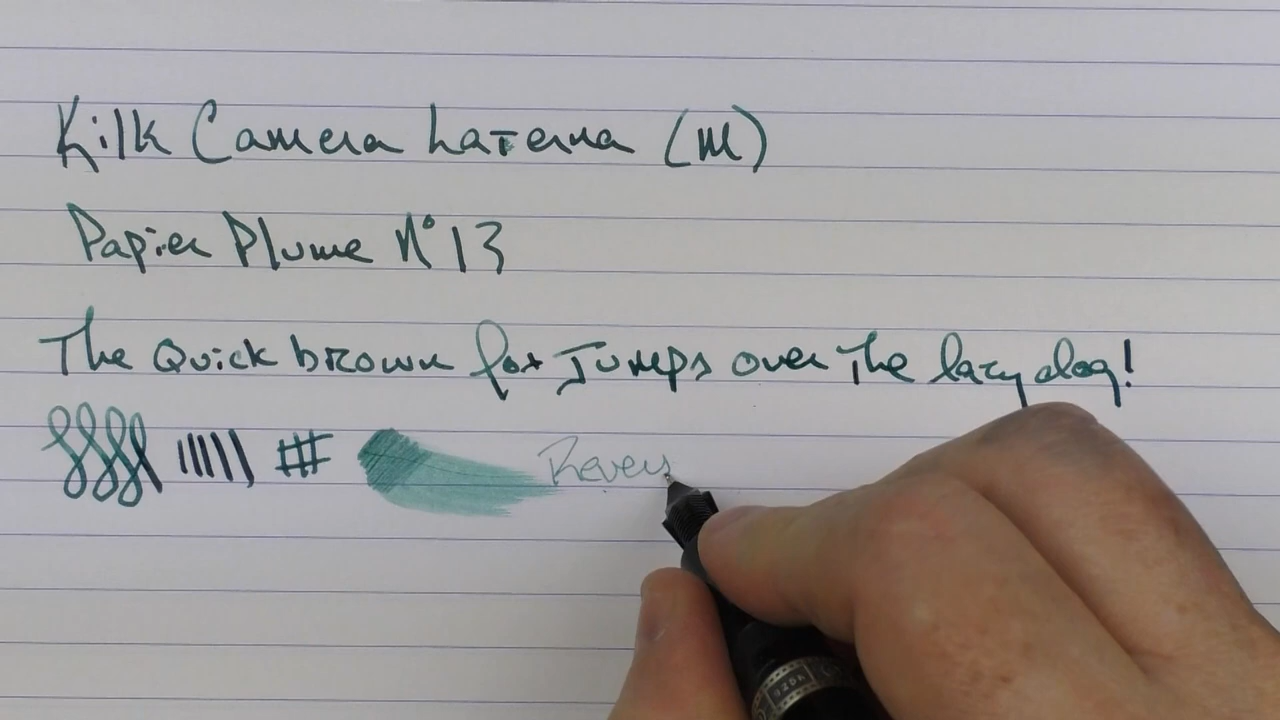 Kilk Camera Laterna (M)
Papier Plume N°13
The Quick brown fox Jumps over The lazy dog!
Revers